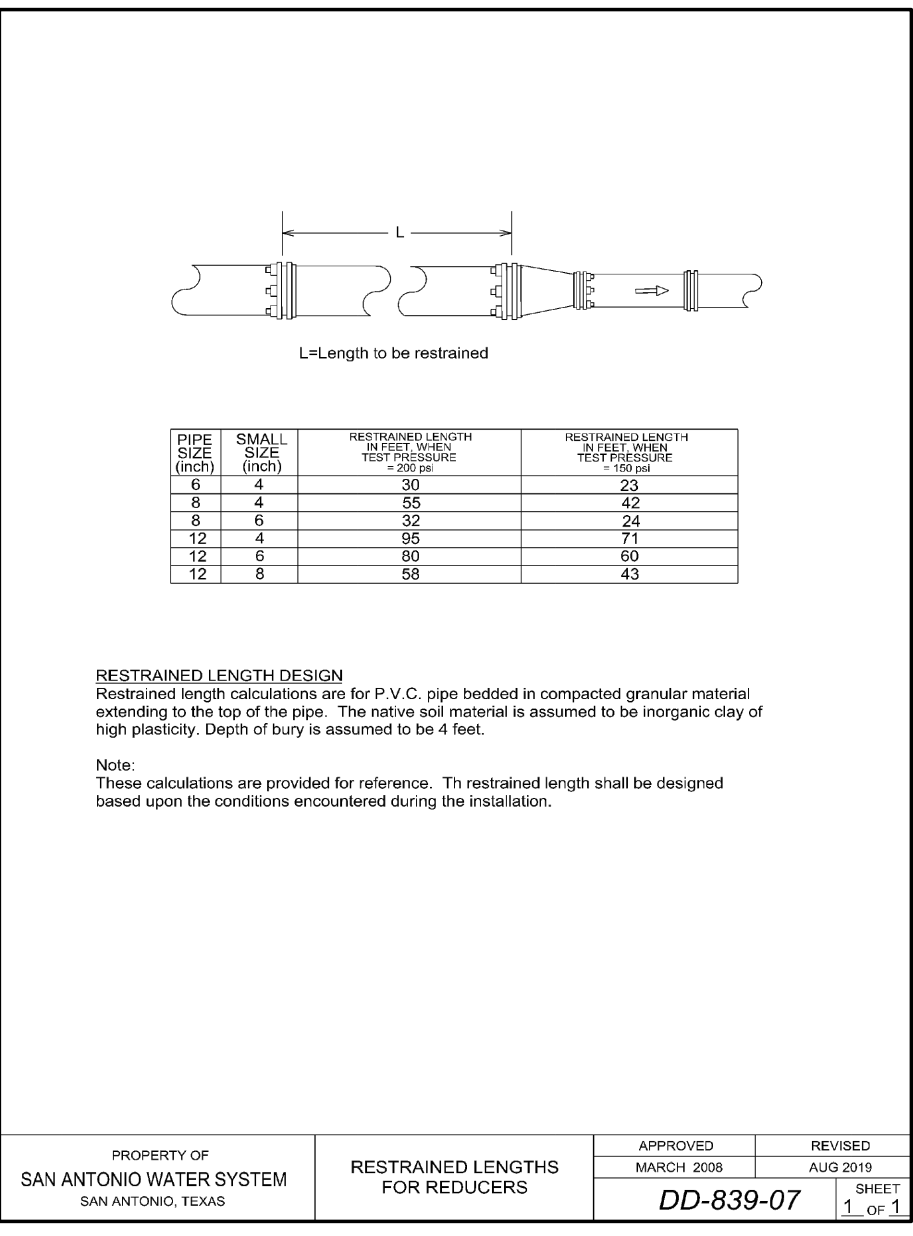 L
L=Length to be restrained
PIPE SIZE (inch) SMALL SIZE (inch) RESTRAINED LENGTH IN FEET, WHEN TEST PRESSURE = 200 psi RESTRAINED LENGTH IN FEET, WHEN TEST PRESSURE = 150 psi
6 4 30 23
8 4 55 42
8 6 32 24
12 4 95 71
12 6 80 60
12 8 58 43
RESTRAINED LENGTH DESIGN
Restrained length calculations are for P.V.C. pipe bedded in compacted granular material
extending to the top of the pipe. The native soil material is assumed to be inorganic clay of
high plasticity. Depth of bury is assumed to be 4 feet.
Note:
These calculations are provided for reference. Th restrained length shall be designed
based upon the conditions encountered during the installation.
PROPERTY OF
SAN ANTONIO WATER SYSTEM
SAN ANTONIO, TEXAS
RESTRAINED LENGTHS
FOR REDUCERS
APPROVED
MARCH 2008
REVISED
AUG 2019
DD-839-07
SHEET
1 OF 1